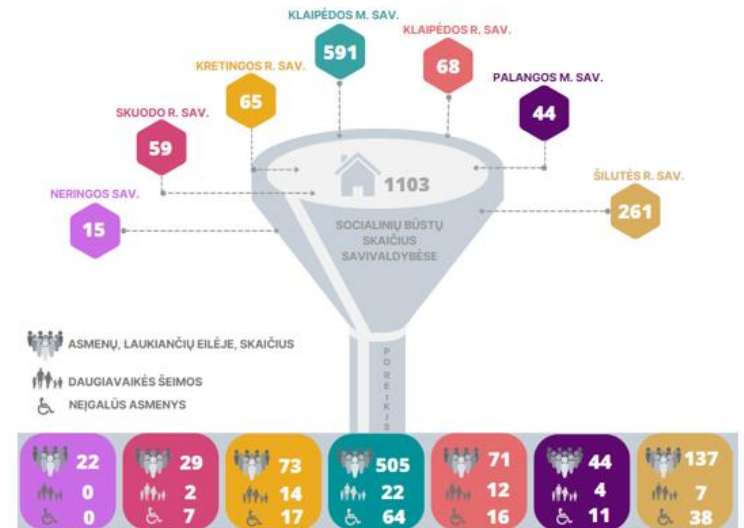 KLAIPĖDOS M. SAV.
591
KLAIPĖDOS R. SAV.
68
KRETINGOS R. SAV.
65
PALANGOS M. SAV.
44
SKUODO R. SAV.
59
NERINGOS SAV.
15
ŠILUTĖS R. SAV.
261
1103
SOCIALINIŲ BŪSTŲ
SKAIČIUS
SAVIVALDYBĖSE
POREIKIS
ASMENŲ, LAUKIANČIŲ EILĖJE, SKAIČIUS
DAUGIAVAIKĖS ŠEIMOS
NEĮGALŪS ASMENYS
22 29 73 505 71 44 137
0 2 14 22 12 4 7
0 7 17 64 16 11 38